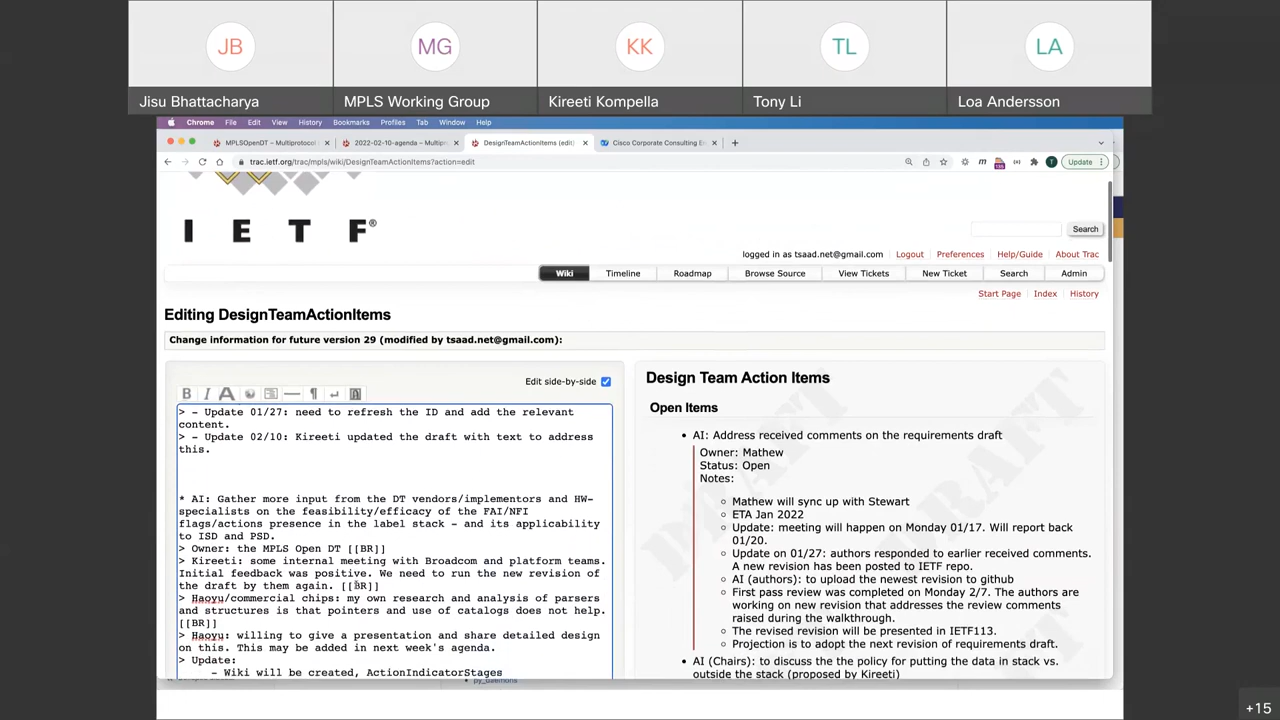 JB
MG
KK
TL
LA
Jisu Bhattacharya
MPLS Working Group
Kireeti Kompella
Tony Li
Loa Andersson
Chrome File Edit View History Bookmarks Profiles Tab Window Help
MPLSOpenDT – Multiprotocol
2022-02-10-agenda – Multipr
DesignTeamActionItems (edit)
Cisco Corporate Consulting En
trac.ietf.org/trac/mpls/wiki/DesignTeamActionItems?action=edit
Update
I E T F®
Search
logged in as tsaad.net@gmail.com Logout Preferences Help/Guide About Trac
Wiki Timeline Roadmap Browse Source View Tickets New Ticket Search Admin
Start Page Index History
Editing DesignTeamActionItems
Change information for future version 29 (modified by tsaad.net@gmail.com):
Edit side-by-side
> - Update 01/27: need to refresh the ID and add the relevant
content.
> - Update 02/10: Kireeti updated the draft with text to address
this.
* AI: Gather more input from the DT vendors/implementors and HW-
specialists on the feasibility/efficacy of the FAI/NFI
flags/actions presence in the label stack – and its applicability
to ISD and PSD.
> Owner: the MPLS Open DT [[BR]]
> Kireeti: some internal meeting with Broadcom and platform teams.
Initial feedback was positive. We need to run the new revision of
the draft by them again. [[BR]]
> Haoyu/commercial chips: my own research and analysis of parsers
and structures is that pointers and use of catalogs does not help.
[[BR]]
> Haoyu: willing to give a presentation and share detailed design
on this. This may be added in next week's agenda.
> Update:
- Wiki will be created, ActionIndicatorStages
Design Team Action Items
Open Items
• AI: Address received comments on the requirements draft
Owner: Mathew
Status: Open
Notes:
Mathew will sync up with Stewart
ETA Jan 2022
Update: meeting will happen on Monday 01/17. Will report back
01/20.
Update on 01/27: authors responded to earlier received comments.
A new revision has been posted to IETF repo.
AI (authors): to upload the newest revision to github
First pass review was completed on Monday 2/7. The authors are
working on new revision that addresses the review comments
raised during the walkthrough.
The revised revision will be presented in IETF113.
Projection is to adopt the next revision of requirements draft.
• AI (Chairs): to discuss the the policy for putting the data in stack vs.
outside the stack (proposed by Kireeti)
DRAFT
DRAFT
+15